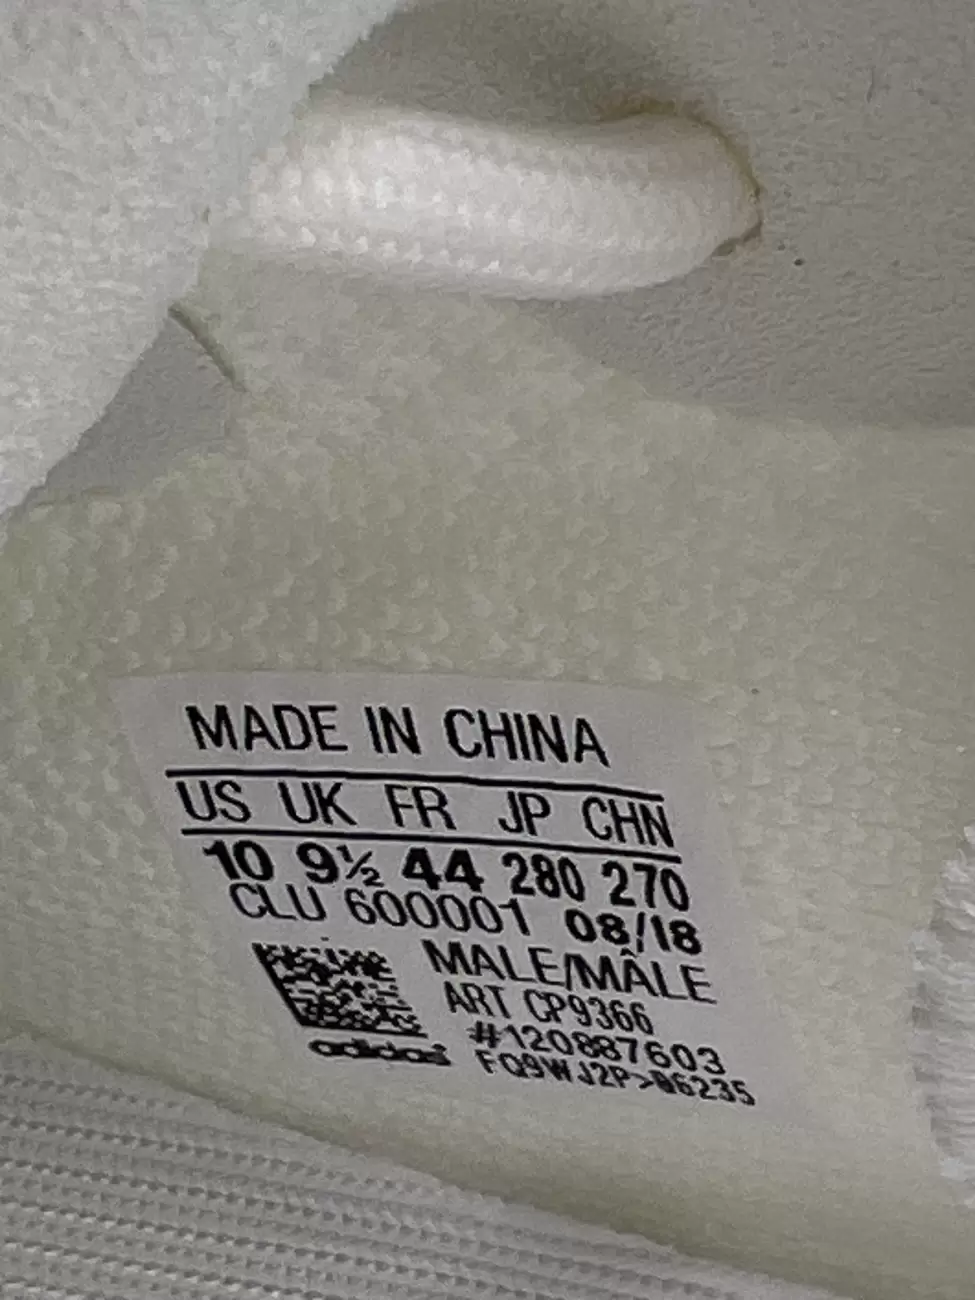 MADE IN CHINA
US UK FR JP CHN
10 9½ 44 280 270
CLU 600001 08/18
MALE/MÂLE
ART CP9366
#120887603
adidas FQ9WJ2P>06235